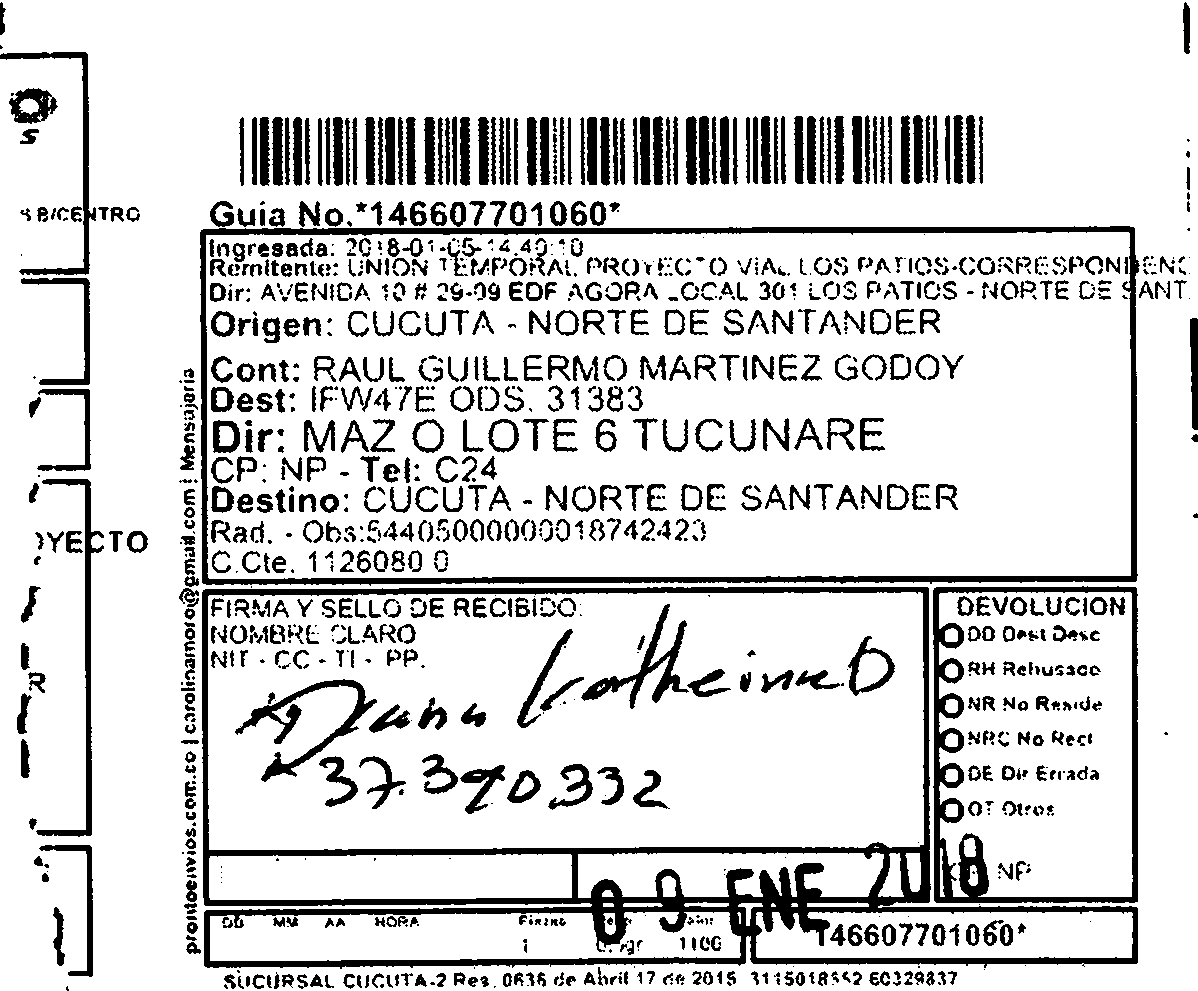 S
S B/CENTRO
OYECTO
Guia No.*146607701060*
Ingresada: 2018-01-05-14:40:10
Remitente: UNION TEMPORAL PROYECTO VIAL LOS PATIOS-CORRESPONDENC
Dir: AVENIDA 10 # 29-09 EDF AGORA LOCAL 301 LOS PATIOS - NORTE DE SANT
Origen: CUCUTA - NORTE DE SANTANDER
Cont: RAUL GUILLERMO MARTINEZ GODOY
Dest: IFW47E ODS. 31383
Dir: MAZ O LOTE 6 TUCUNARE
CP: NP - Tel: C24
Destino: CUCUTA - NORTE DE SANTANDER
Rad. - Obs:54405000000018742423
C.Cte. 1126080 0
prontoenvios.com.co | carolinamoro@gmail.com | Mensajeria
FIRMA Y SELLO DE RECIBIDO:
NOMBRE CLARO
NIT - CC - TI - PP.
Katherine D
37.390.332
DEVOLUCION
DD Dest Desc
RH Rehusado
NR No Reside
NRC No Recl
DE Dir Errada
OT Otros
NP
09 ENE 2018
DD MM AA HORA
1 1100
146607701060*
SUCURSAL CUCUTA-2 Res. 0636 de Abril 17 de 2015 3115018552 60329837